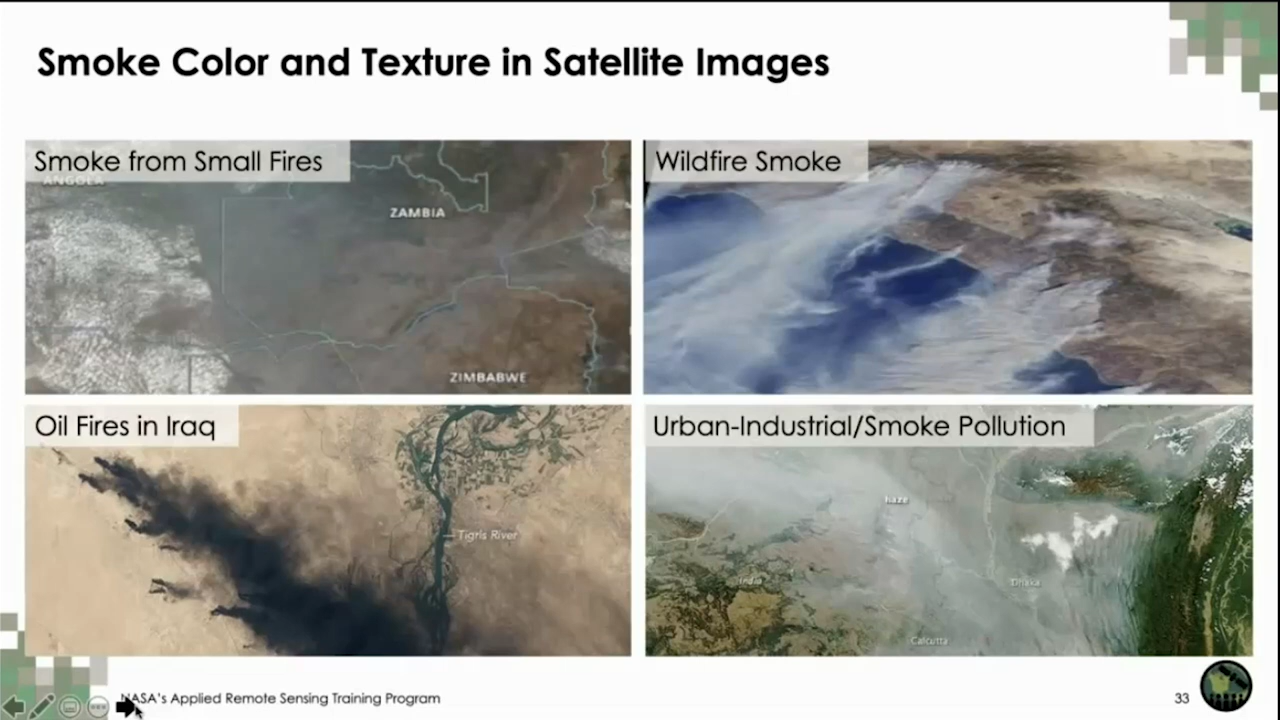 Smoke Color and Texture in Satellite Images
Smoke from Small Fires
ANGOLA
ZAMBIA
ZIMBABWE
Wildfire Smoke
Oil Fires in Iraq
Tigris River
Urban-Industrial/Smoke Pollution
haze
India
Dhaka
Calcutta
NASA's Applied Remote Sensing Training Program
33